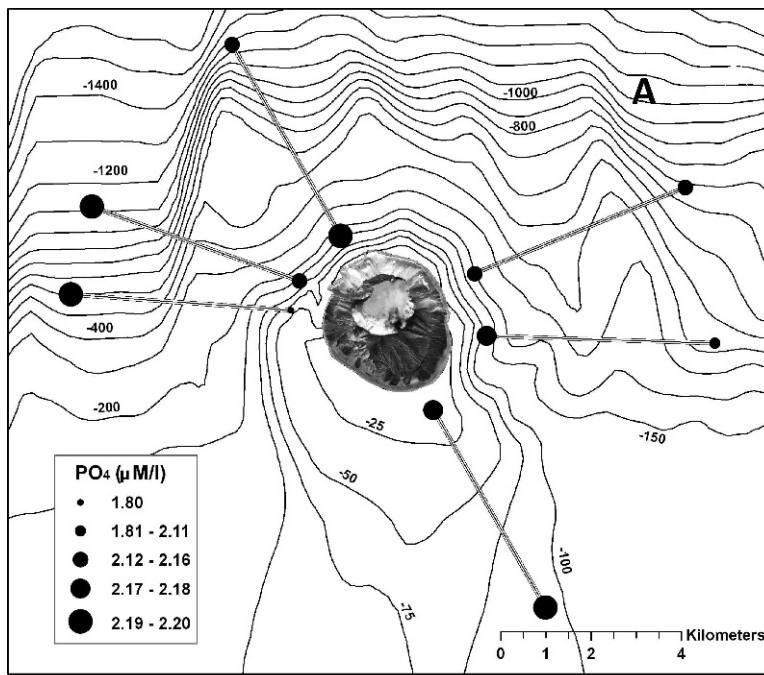 A
-1400
-1000
-800
-1200
-400
-200
-25
-150
-50
-100
-75
PO₄ (μM/l)
1.80
1.81 - 2.11
2.12 - 2.16
2.17 - 2.18
2.19 - 2.20
Kilometers
0 1 2 4